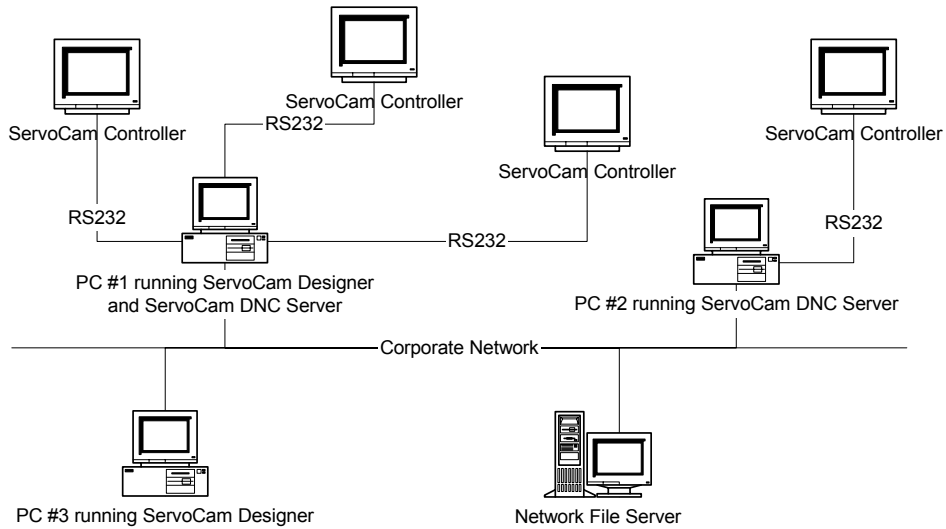 ServoCam Controller
ServoCam Controller
RS232
ServoCam Controller
ServoCam Controller
RS232
RS232
RS232
PC #1 running ServoCam Designer
and ServoCam DNC Server
PC #2 running ServoCam DNC Server
Corporate Network
PC #3 running ServoCam Designer
Network File Server